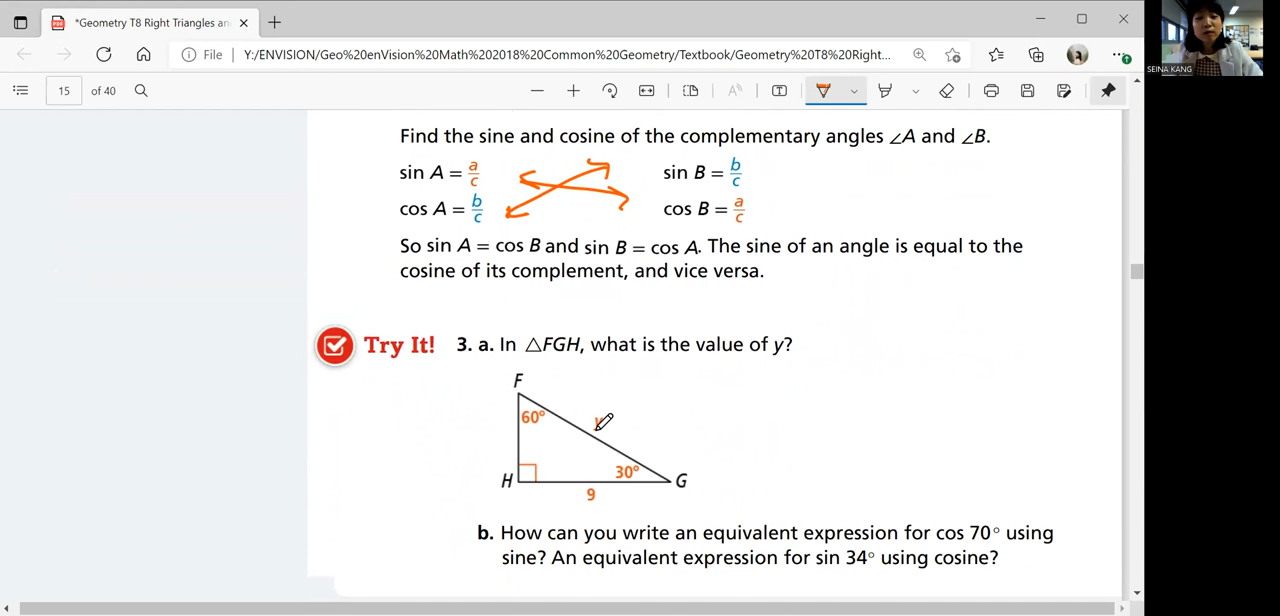 *Geometry T8 Right Triangles an
File
Y:/ENVISION/Geo%20enVision%20Math%202018%20Common%20Geometry/Textbook/Geometry%20T8%20Right...
SEINA KANG
15 of 40
Find the sine and cosine of the complementary angles ∠A and ∠B.
sin A = a/c sin B = b/c
cos A = b/c cos B = a/c
So sin A = cos B and sin B = cos A. The sine of an angle is equal to the
cosine of its complement, and vice versa.
Try It! 3. a. In △FGH, what is the value of y?
F
60°
y
H
30°
G
9
b. How can you write an equivalent expression for cos 70° using
sine? An equivalent expression for sin 34° using cosine?